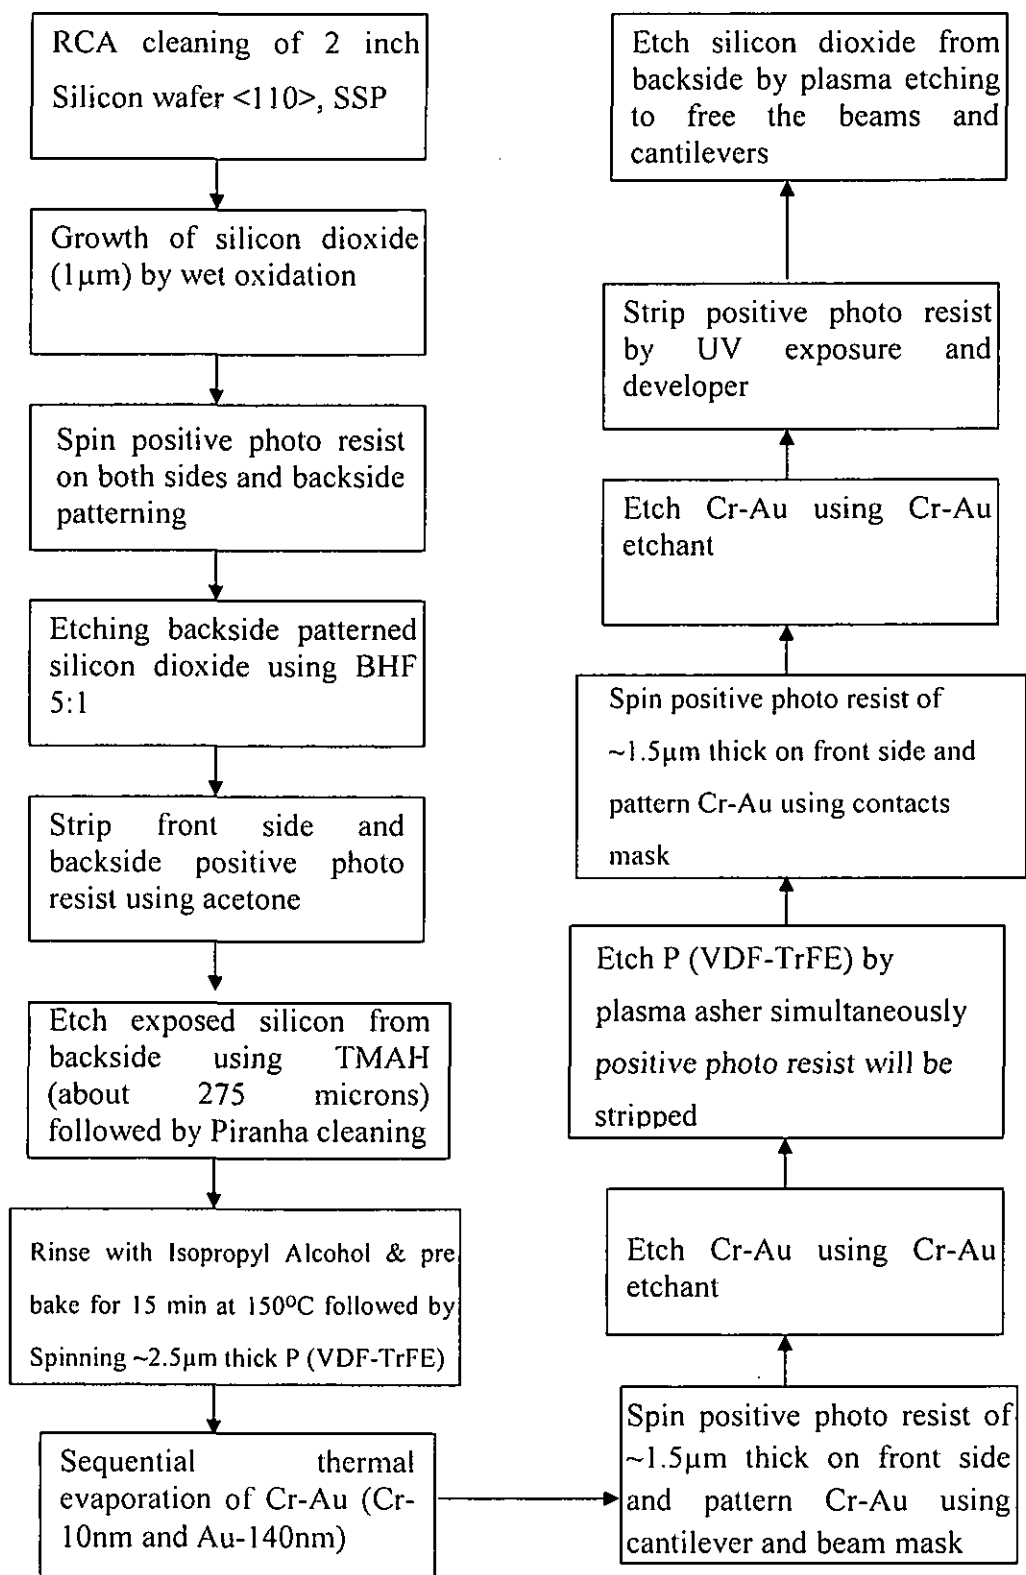 RCA cleaning of 2 inch
Silicon wafer <110>, SSP
Growth of silicon dioxide
(1µm) by wet oxidation
Spin positive photo resist
on both sides and backside
patterning
Etching backside patterned
silicon dioxide using BHF
5:1
Strip front side and
backside positive photo
resist using acetone
Etch exposed silicon from
backside using TMAH
(about 275 microns)
followed by Piranha cleaning
Rinse with Isopropyl Alcohol & pre
bake for 15 min at 150ºC followed by
Spinning ~2.5µm thick P (VDF-TrFE)
Sequential thermal
evaporation of Cr-Au (Cr-
10nm and Au-140nm)
Spin positive photo resist of
~1.5µm thick on front side
and pattern Cr-Au using
cantilever and beam mask
Etch Cr-Au using Cr-Au
etchant
Etch P (VDF-TrFE) by
plasma asher simultaneously
positive photo resist will be
stripped
Spin positive photo resist of
~1.5µm thick on front side and
pattern Cr-Au using contacts
mask
Etch Cr-Au using Cr-Au
etchant
Strip positive photo resist
by UV exposure and
developer
Etch silicon dioxide from
backside by plasma etching
to free the beams and
cantilevers